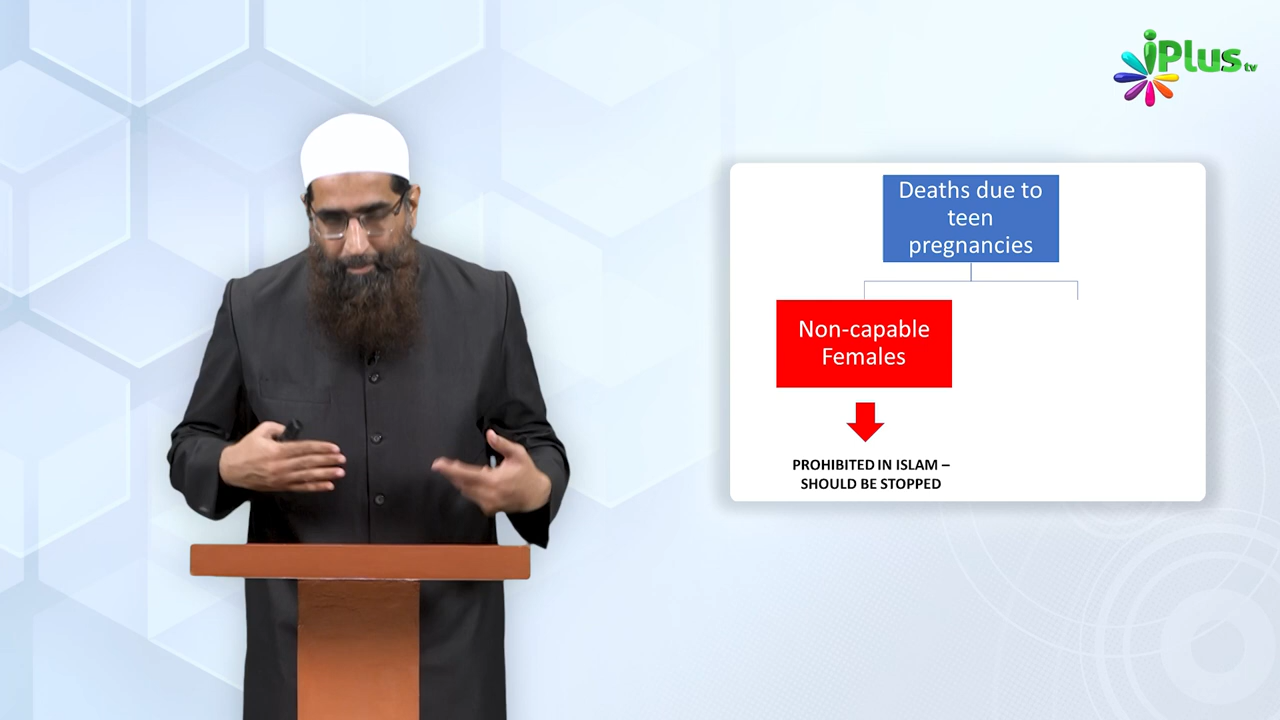 iPlus tv
Deaths due to
teen
pregnancies
Non-capable
Females
PROHIBITED IN ISLAM –
SHOULD BE STOPPED